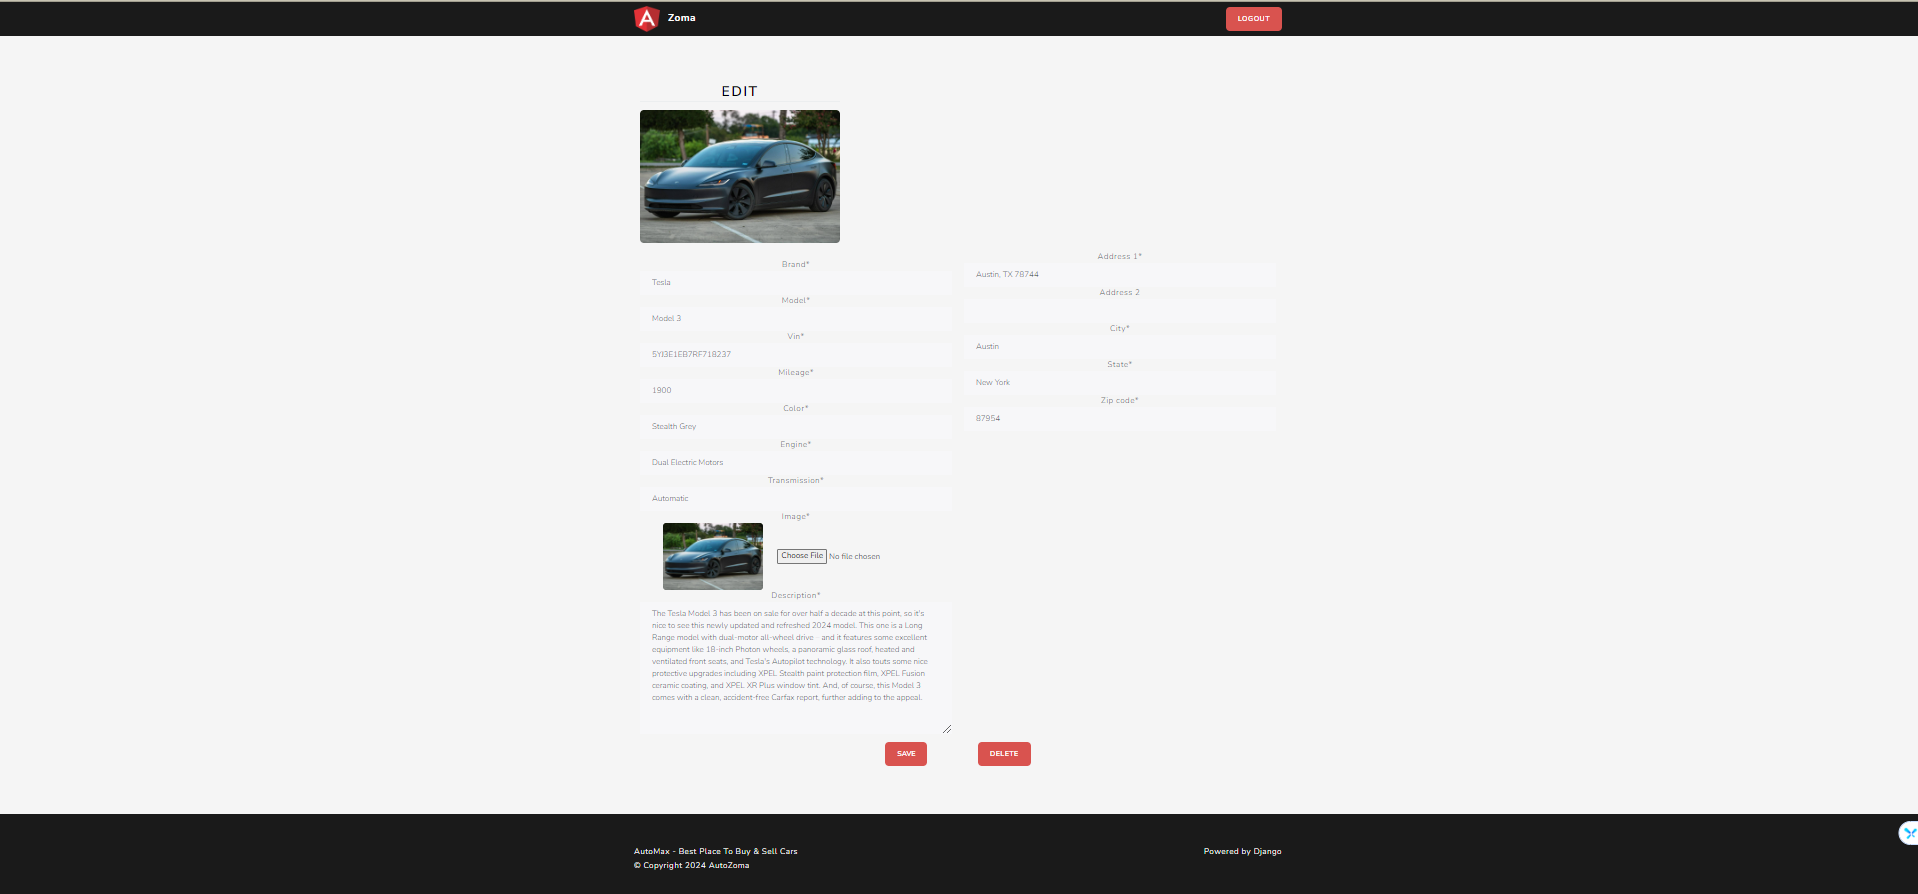 Zoma
LOGOUT
EDIT
Brand*
Tesla
Model*
Model 3
Vin*
5YJ3E1EB7RF718237
Mileage*
1900
Color*
Stealth Grey
Engine*
Dual Electric Motors
Transmission*
Automatic
Image*
Choose File No file chosen
Description*
The Tesla Model 3 has been on sale for over half a decade at this point, so it's
nice to see this newly updated and refreshed 2024 model. This one is a Long
Range model with dual-motor all-wheel drive - and it features some excellent
equipment like 18-inch Photon wheels, a panoramic glass roof, heated and
ventilated front seats, and Tesla's Autopilot technology. It also touts some nice
protective upgrades including XPEL Stealth paint protection film, XPEL Fusion
ceramic coating, and XPEL XR Plus window tint. And, of course, this Model 3
comes with a clean, accident-free Carfax report, further adding to the appeal.
Address 1*
Austin, TX 78744
Address 2
City*
Austin
State*
New York
Zip code*
87954
SAVE
DELETE
AutoMax - Best Place To Buy & Sell Cars
© Copyright 2024 AutoZoma
Powered by Django